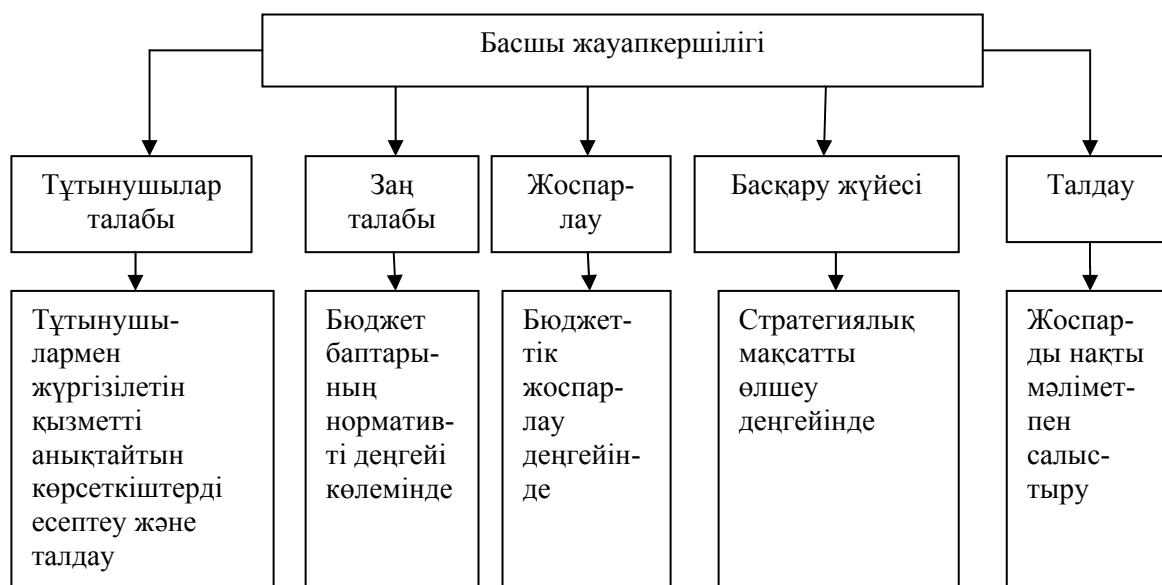 Басшы жауапкершілігі
Тұтынушылар
талабы
Заң
талабы
Жоспар-
лау
Басқару жүйесі
Талдау
Тұтынушы-
лармен
жүргізілетін
қызметті
анықтайтын
көрсеткіштерді
есептеу және
талдау
Бюджет
баптары-
ның
норматив-
ті деңгейі
көлемінде
Бюджет-
тік
жоспар-
лау
деңгейін-
де
Стратегиялық
мақсатты
өлшеу
деңгейінде
Жоспар-
ды нақты
мәлімет-
пен
салыс-
тыру